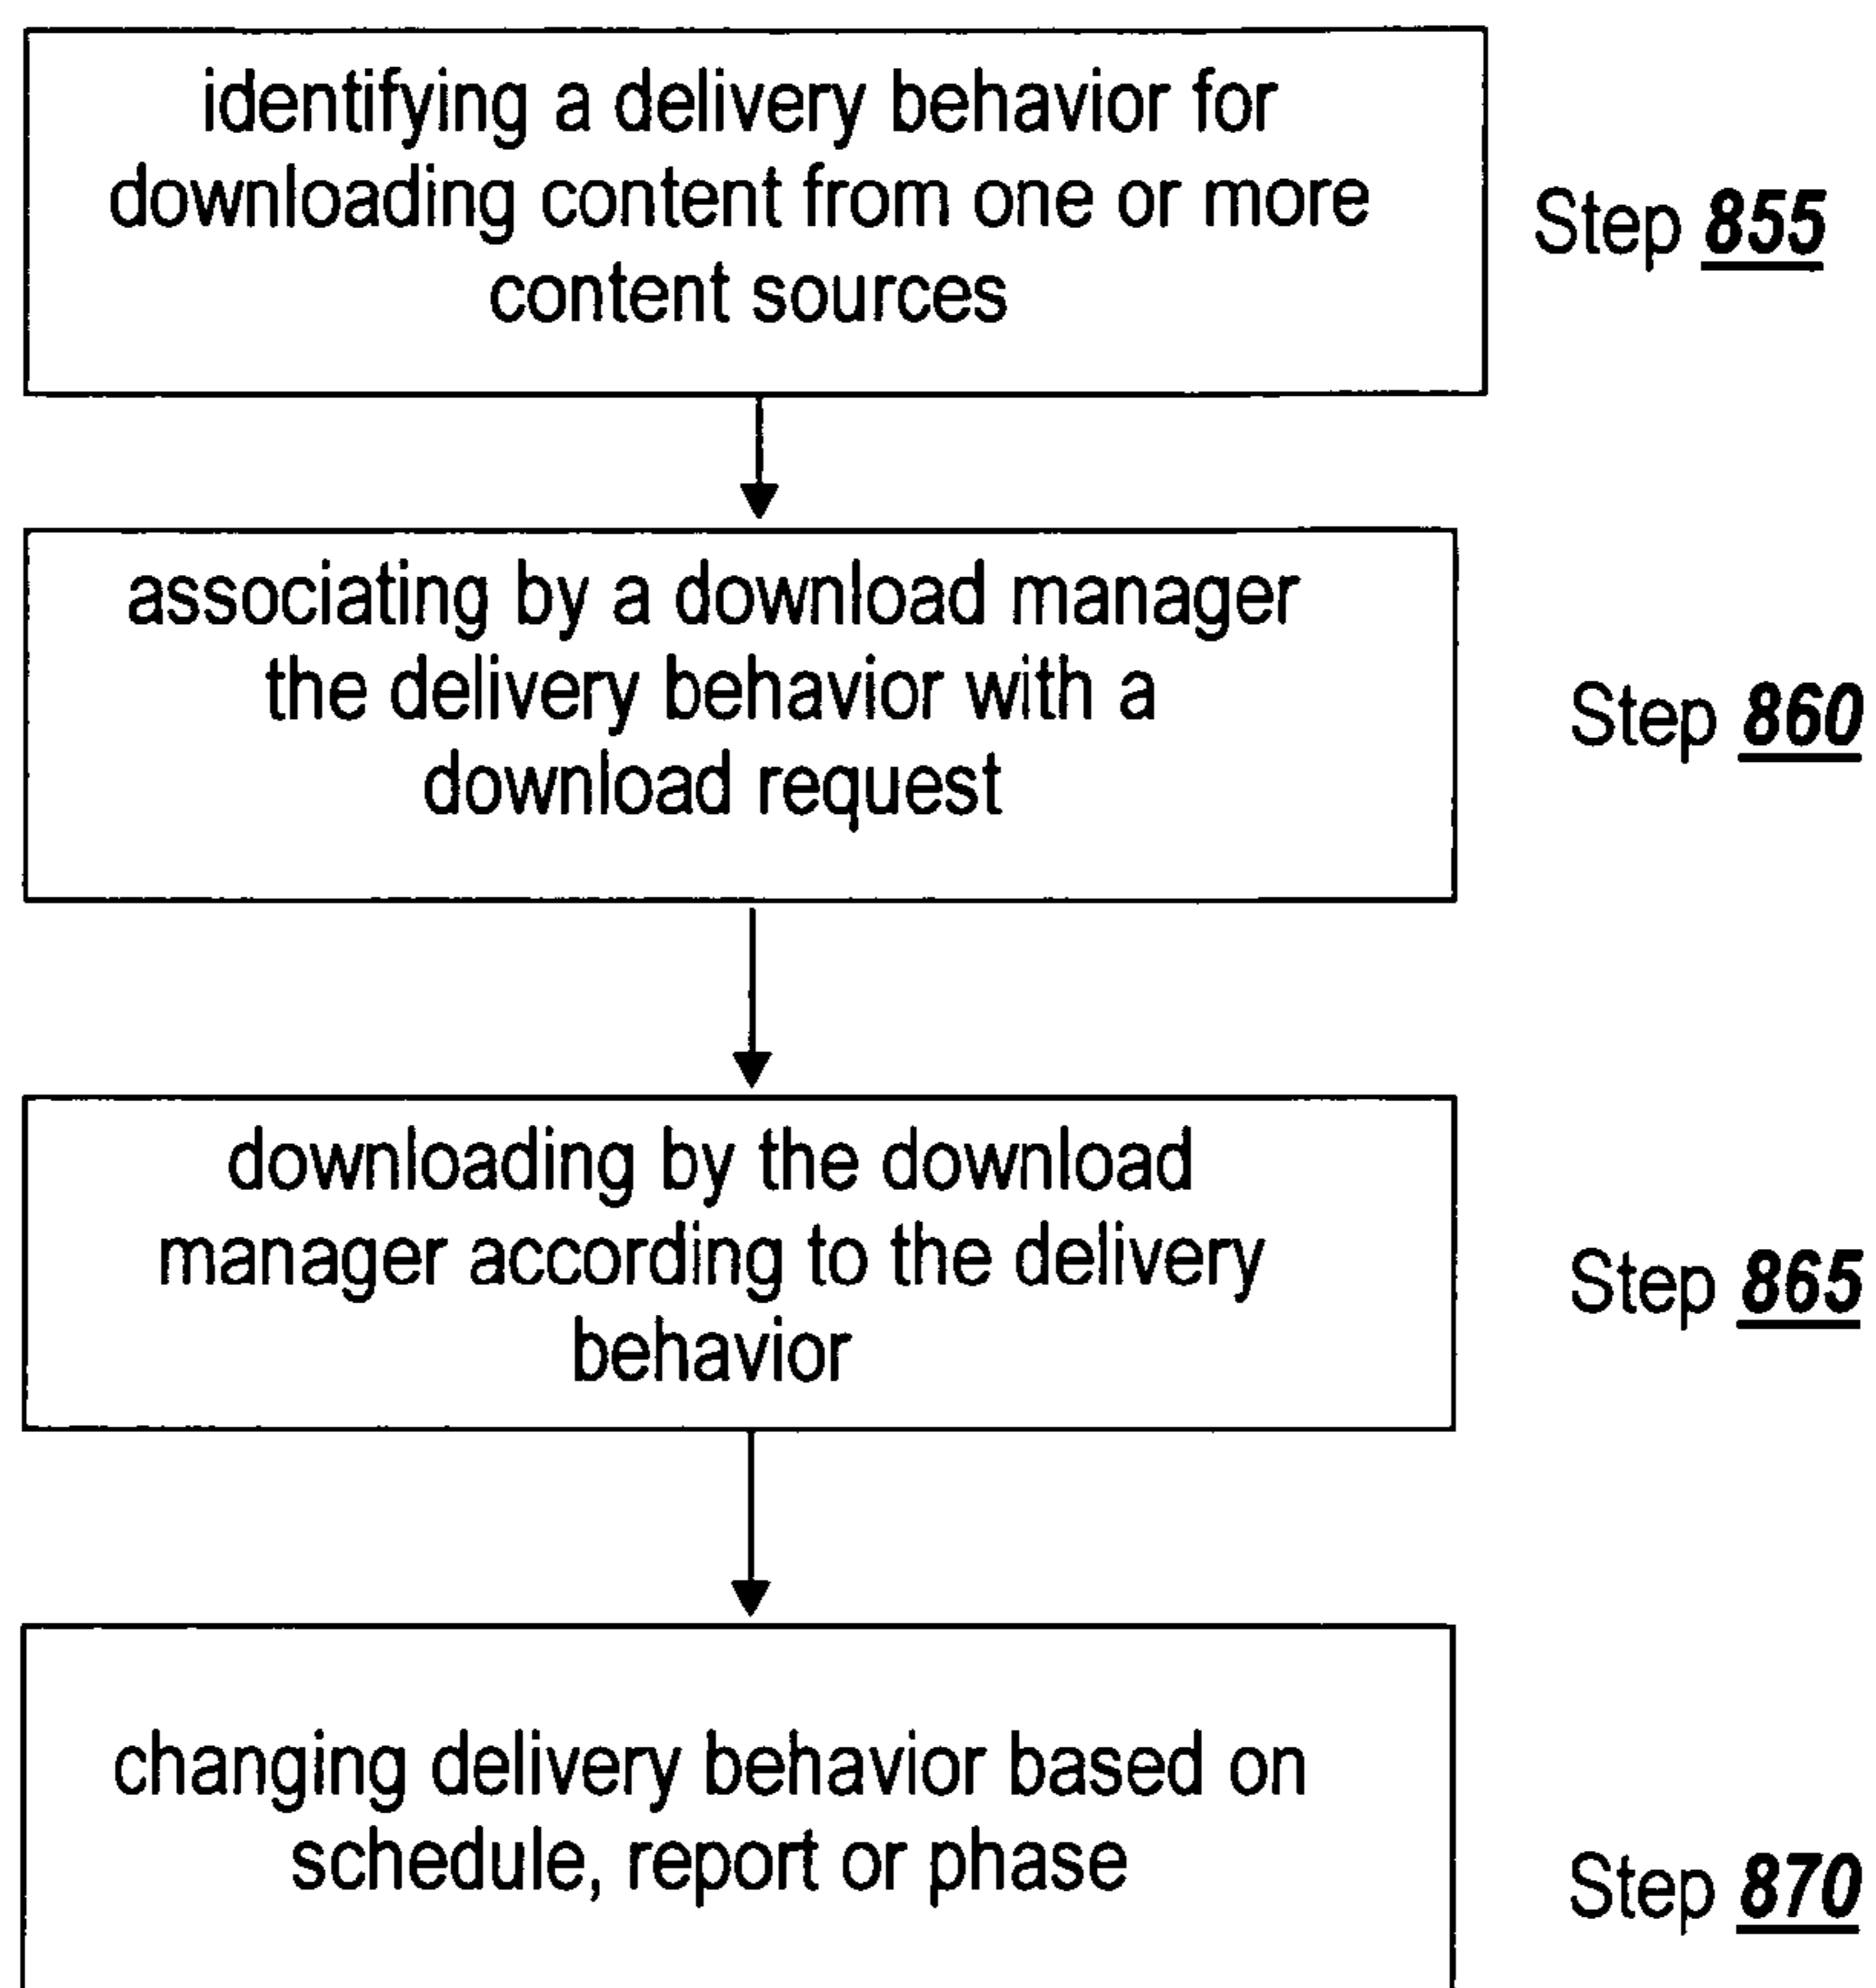 identifying a delivery behavior for
downloading content from one or more
content sources
Step 855
associating by a download manager
the delivery behavior with a
download request
Step 860
downloading by the download
manager according to the delivery
behavior
Step 865
changing delivery behavior based on
schedule, report or phase
Step 870